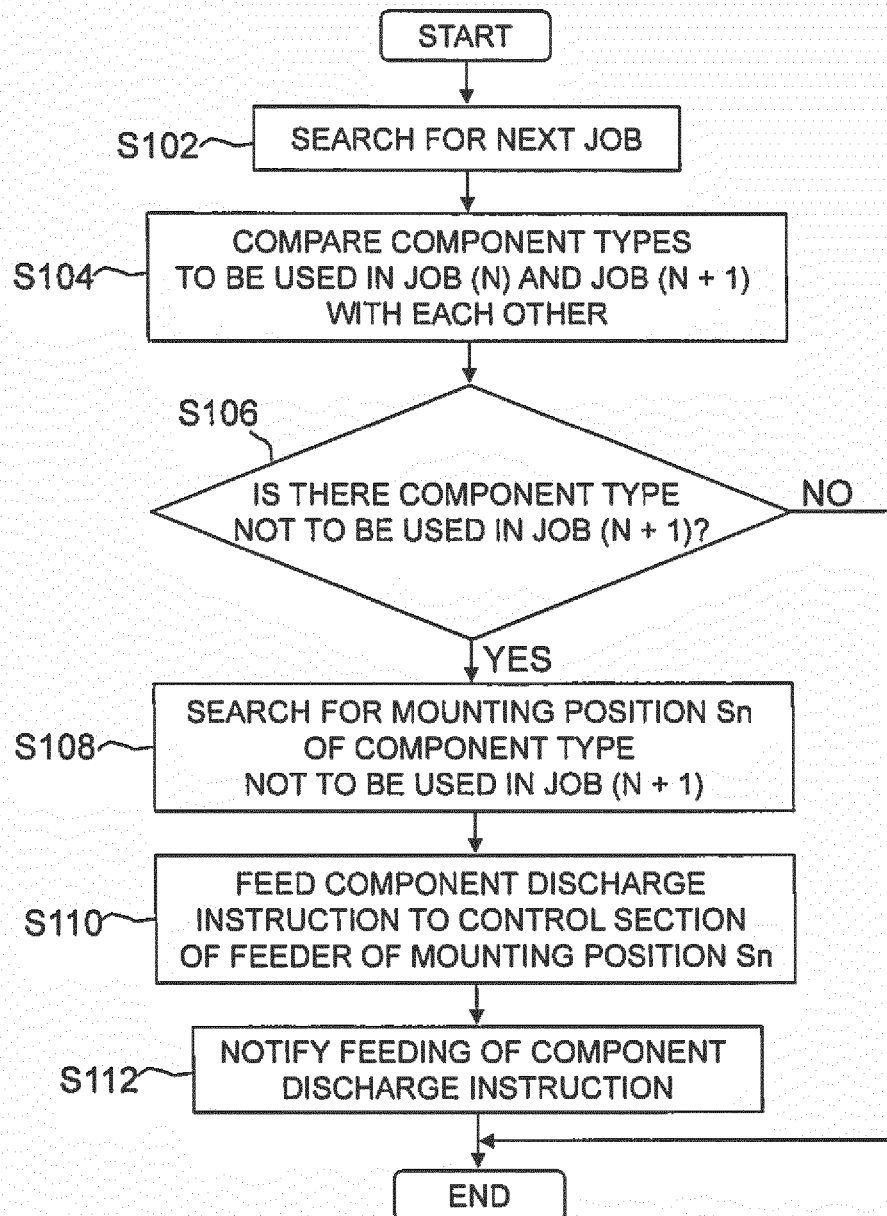 START
S102
SEARCH FOR NEXT JOB
S104
COMPARE COMPONENT TYPES
TO BE USED IN JOB (N) AND JOB (N + 1)
WITH EACH OTHER
S106
IS THERE COMPONENT TYPE
NOT TO BE USED IN JOB (N + 1)?
NO
YES
S108
SEARCH FOR MOUNTING POSITION Sn
OF COMPONENT TYPE
NOT TO BE USED IN JOB (N + 1)
S110
FEED COMPONENT DISCHARGE
INSTRUCTION TO CONTROL SECTION
OF FEEDER OF MOUNTING POSITION Sn
S112
NOTIFY FEEDING OF COMPONENT
DISCHARGE INSTRUCTION
END